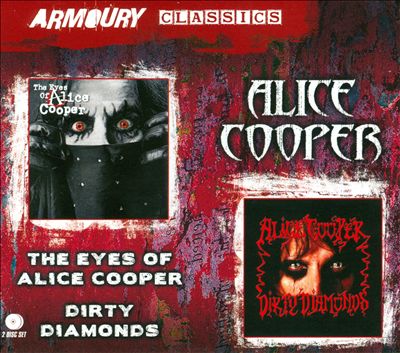 ARMOURY CLASSICS
The Eyes
Of Alice
Cooper
ALICE
COOPER
THE EYES OF
ALICE COOPER
DIRTY
DIAMONDS
ALICE COOPER
DIRTY DIAMONDS
2 DISC SET